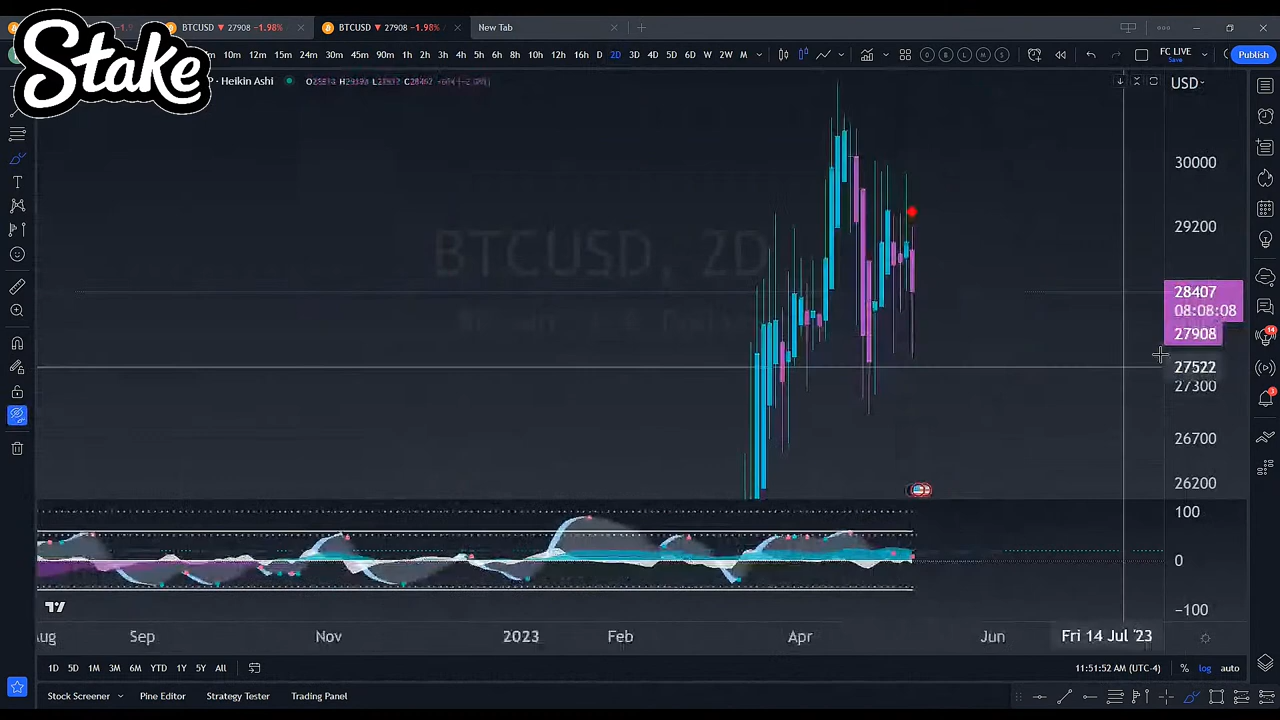 Stake
BTCUSD ▼ 27908 -1.98%
BTCUSD ▼ 27908 -1.98%
New Tab
10m 12m 15m 24m 30m 45m 90m 1h 2h 3h 4h 5h 6h 8h 10h 12h 16h D 2D 3D 4D 5D 6D W 2W M
FC LIVE
Save
Publish
Heikin Ashi
USD
BTCUSD, 2D
30000
29200
28407
08:08:08
27908
27522
27300
26700
26200
100
0
-100
14
Aug
Sep
Nov
2023
Feb
Apr
Jun
Fri 14 Jul '23
1D 5D 1M 3M 6M YTD 1Y 5Y All
11:51:52 AM (UTC-4)
% log auto
Stock Screener
Pine Editor
Strategy Tester
Trading Panel